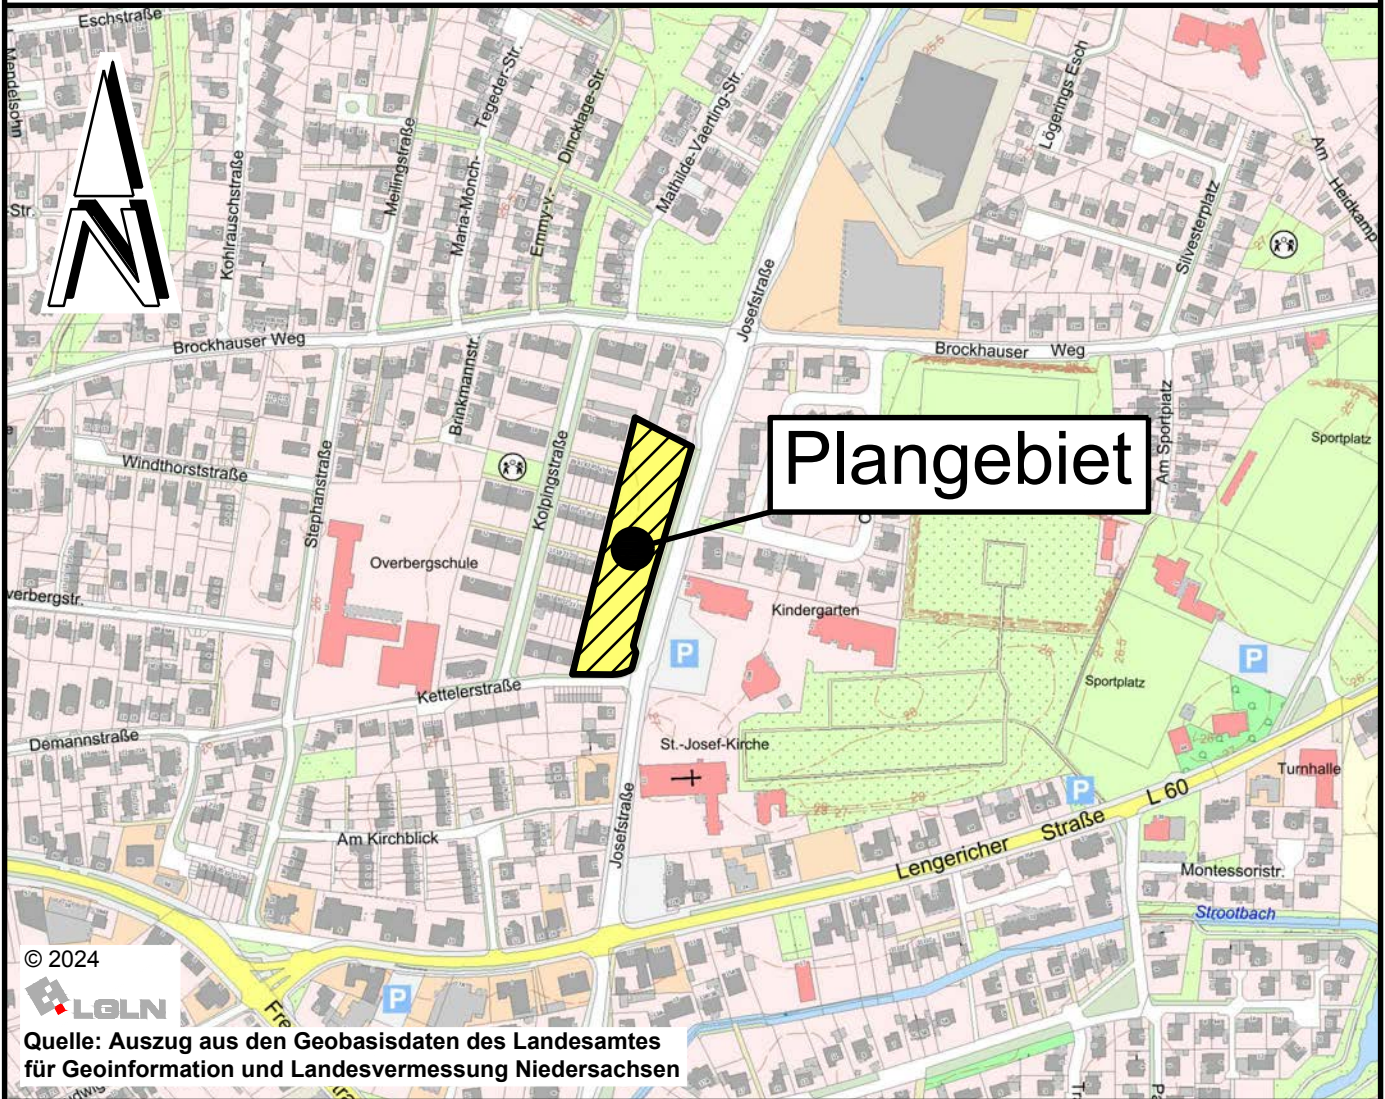 Eschstraße
Mendelsohn
Str.
Kohlrauschstraße
Meilingstraße
Maria-Mönch-
Tegeder-Str.
Emmy-v.-
Dincklage-Str.
Mathilde-Vaerting-Str.
Josefstraße
Lögerings Esch
Silvesterplatz
Am
Heidkamp
N
Brockhauser Weg
Brockhauser Weg
Brinkmannstr.
Windthorststraße
Stephanstraße
Kolpingstraße
Plangebiet
Am Sportplatz
Sportplatz
Overbergschule
verbergstr.
Kindergarten
P
P
Sportplatz
Kettelerstraße
Demannstraße
St.-Josef-Kirche
Turnhalle
P
L 60
Am Kirchblick
Josefstraße
Lengericher Straße
Montessoristr.
Strootbach
© 2024
LGLN
P
Fre
Quelle: Auszug aus den Geobasisdaten des Landesamtes
für Geoinformation und Landesvermessung Niedersachsen